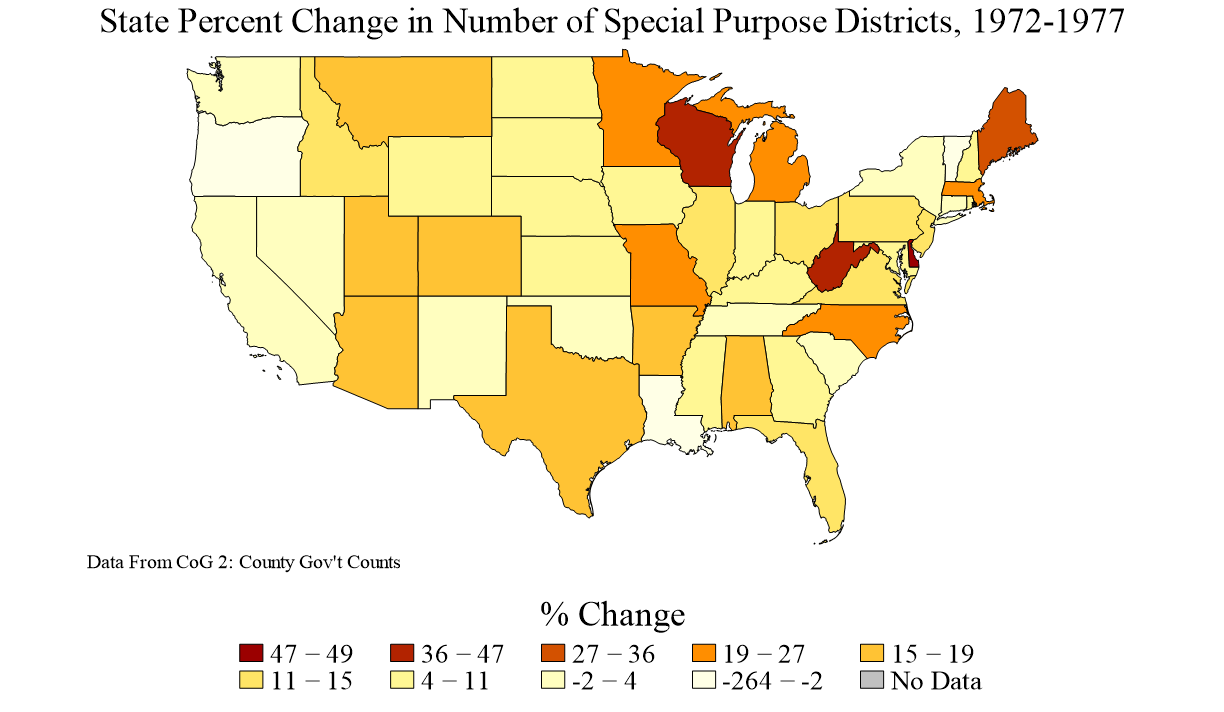 State Percent Change in Number of Special Purpose Districts, 1972-1977
Data From CoG 2: County Gov't Counts
% Change
47 − 49 36 − 47 27 − 36 19 − 27 15 − 19
11 − 15 4 − 11 -2 − 4 -264 − -2 No Data